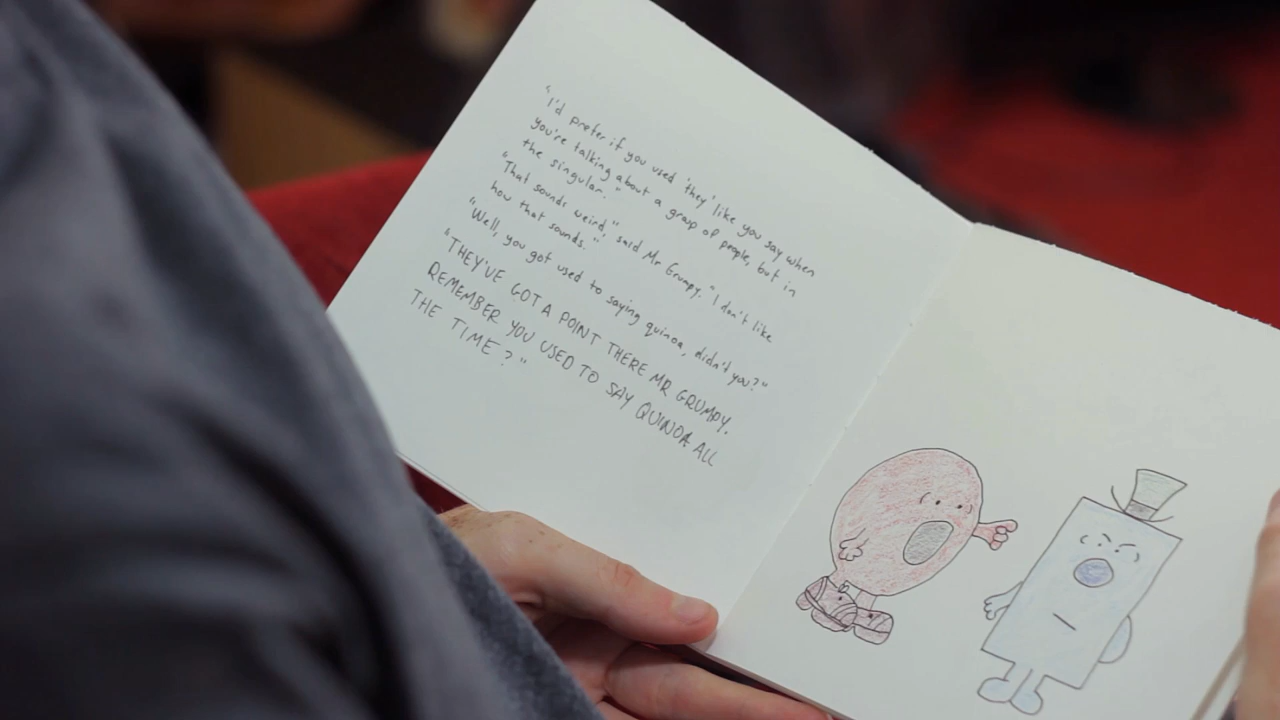 "I'd prefer if you used 'they' like you say when
you're talking about a group of people, but in
the singular."
"That sounds weird," said Mr Grumpy. "I don't like
how that sounds."
"Well, you got used to saying quinoa, didn't you?"
"THEY'VE GOT A POINT THERE MR GRUMPY.
REMEMBER YOU USED TO SAY QUINOA ALL
THE TIME?"